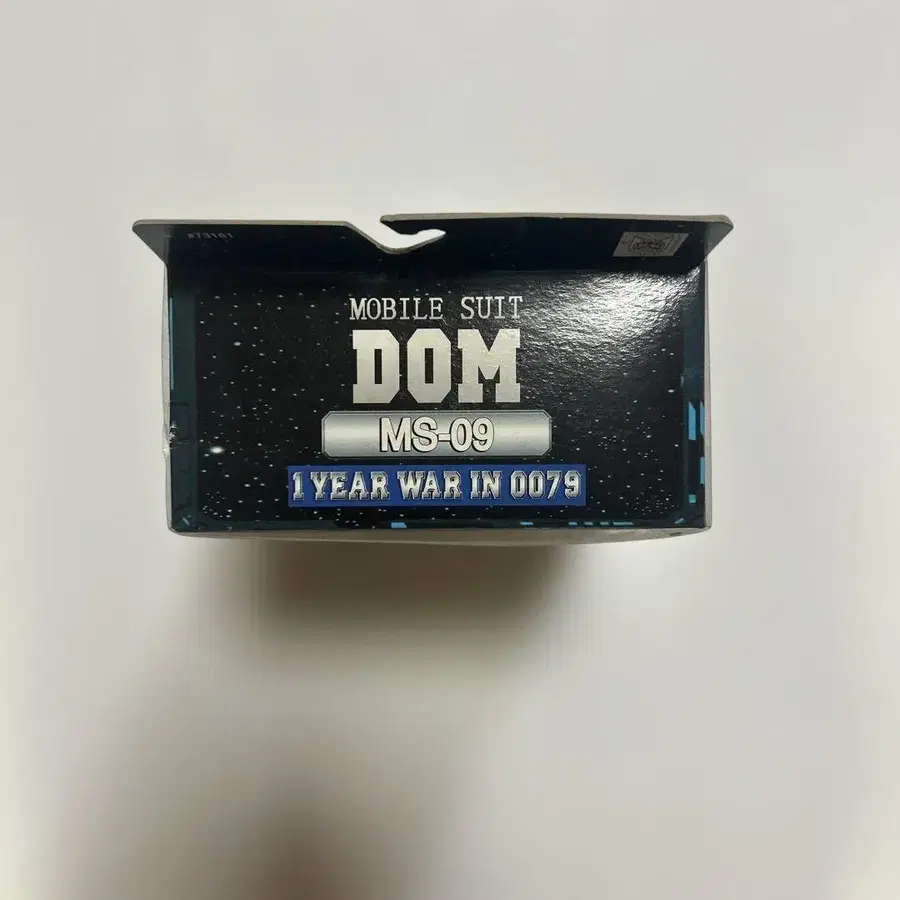 MOBILE SUIT
DOM
MS-09
1 YEAR WAR IN 0079